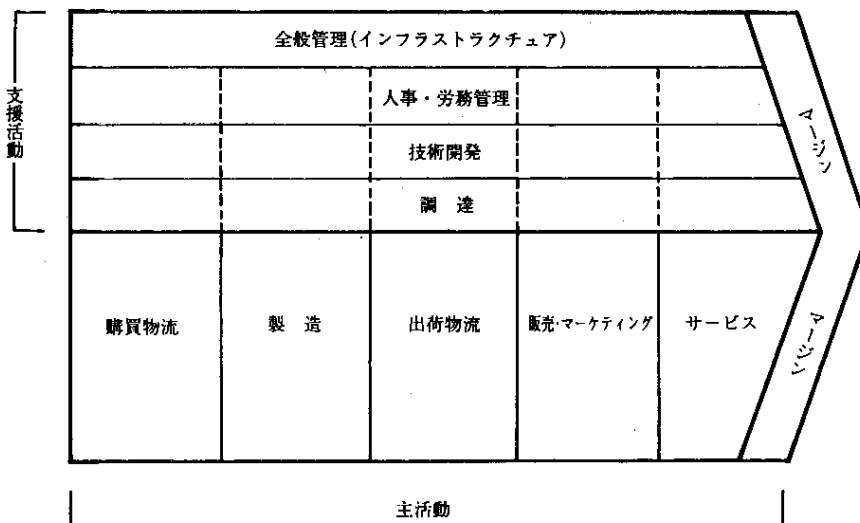 全般管理(インフラストラクチュア)
支援活動
人事・労務管理
技術開発
調 達
マージン
購買物流
製 造
出荷物流
販売・マーケティング
サービス
マージン
主活動